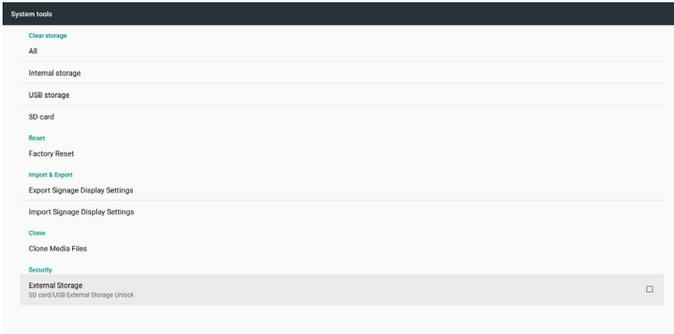 System tools
Clear storage
All
Internal storage
USB storage
SD card
Reset
Factory Reset
Import & Export
Export Signage Display Settings
Import Signage Display Settings
Clone
Clone Media Files
Security
External Storage
SD card/USB External Storage Unlock